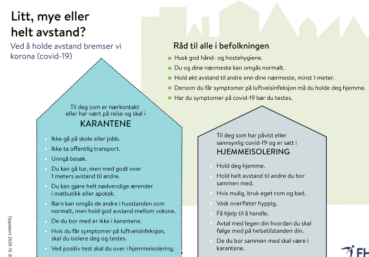 Litt, mye eller
helt avstand?
Ved å holde avstand bremser vi
korona (covid-19)
Råd til alle i befolkningen
Husk god hånd- og hostehygiene.
Du og dine nærmeste kan omgås normalt.
Hold økt avstand til andre enn dine nærmeste, minst 1 meter.
Dersom du får symptomer på luftveisinfeksjon må du holde deg hjemme.
Har du symptomer på covid-19 bør du testes.
Til deg som er nærkontakt
eller har vært på reise og skal i
KARANTENE
Ikke gå på skole eller jobb.
Ikke ta offentlig transport.
Unngå besøk.
Du kan gå tur, men med godt over
1 meters avstand til andre.
Du kan gjøre helt nødvendige ærender
i matbutikk eller apotek.
Barn kan omgås de andre i husstanden som
normalt, men hold god avstand mellom voksne.
De du bor med er ikke i karantene.
Hvis du får symptomer på luftveisinfeksjon,
skal du isolere deg og testes.
Ved positiv test skal du over i hjemmeisolering.
Til deg som har påvist eller
sannsynlig covid-19 og er satt i
HJEMMEISOLERING
Hold deg hjemme.
Hold helt avstand til andre du bor
sammen med.
Hvis mulig, bruk eget rom og bad.
Vask overflater hyppig.
Få hjelp til å handle.
Avtal med legen din hvordan du skal
følge med på helsetilstanden din.
De du bor sammen med skal være i
karantene.